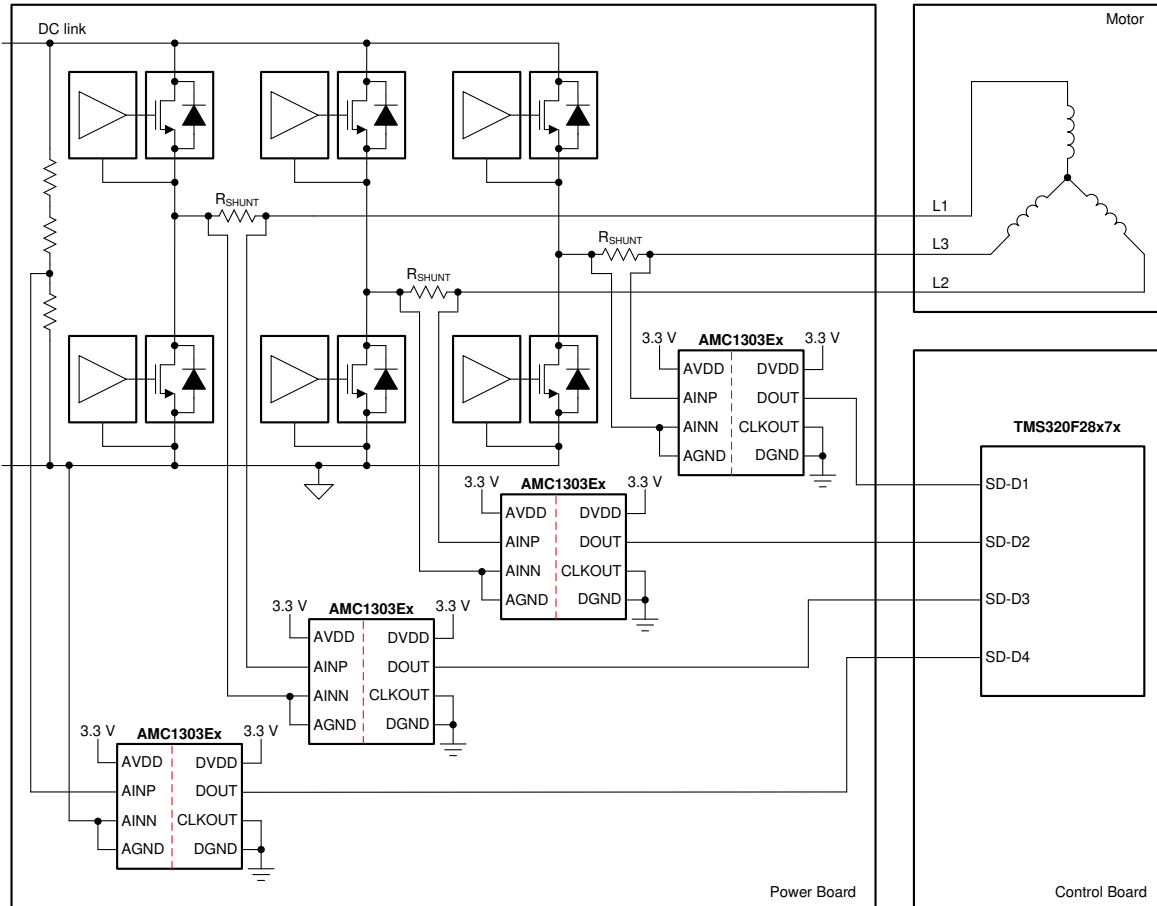 DC link
Motor
R_SHUNT
L1
R_SHUNT
L3
R_SHUNT
L2
3.3 V AMC1303Ex 3.3 V
AVDD DVDD
AINP DOUT
AINN CLKOUT
AGND DGND
TMS320F28x7x
SD-D1
SD-D2
SD-D3
SD-D4
3.3 V AMC1303Ex 3.3 V
AVDD DVDD
AINP DOUT
AINN CLKOUT
AGND DGND
3.3 V AMC1303Ex 3.3 V
AVDD DVDD
AINP DOUT
AINN CLKOUT
AGND DGND
3.3 V AMC1303Ex 3.3 V
AVDD DVDD
AINP DOUT
AINN CLKOUT
AGND DGND
Power Board
Control Board